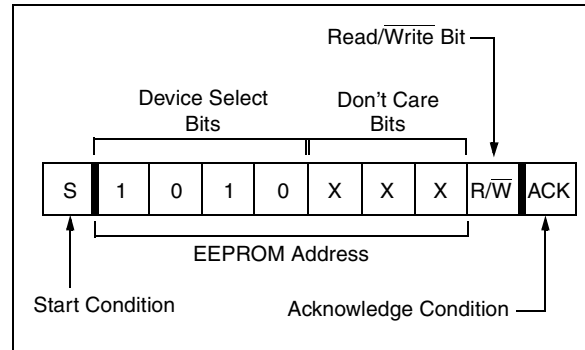 Read/Write Bit
Device Select
Bits
Don't Care
Bits
S 1 0 1 0 X X X R/W ACK
EEPROM Address
Start Condition
Acknowledge Condition